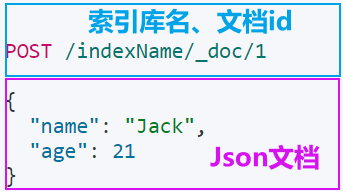 索引库名、文档id
POST /indexName/_doc/1
{
  "name": "Jack",
  "age": 21
Json文档
}